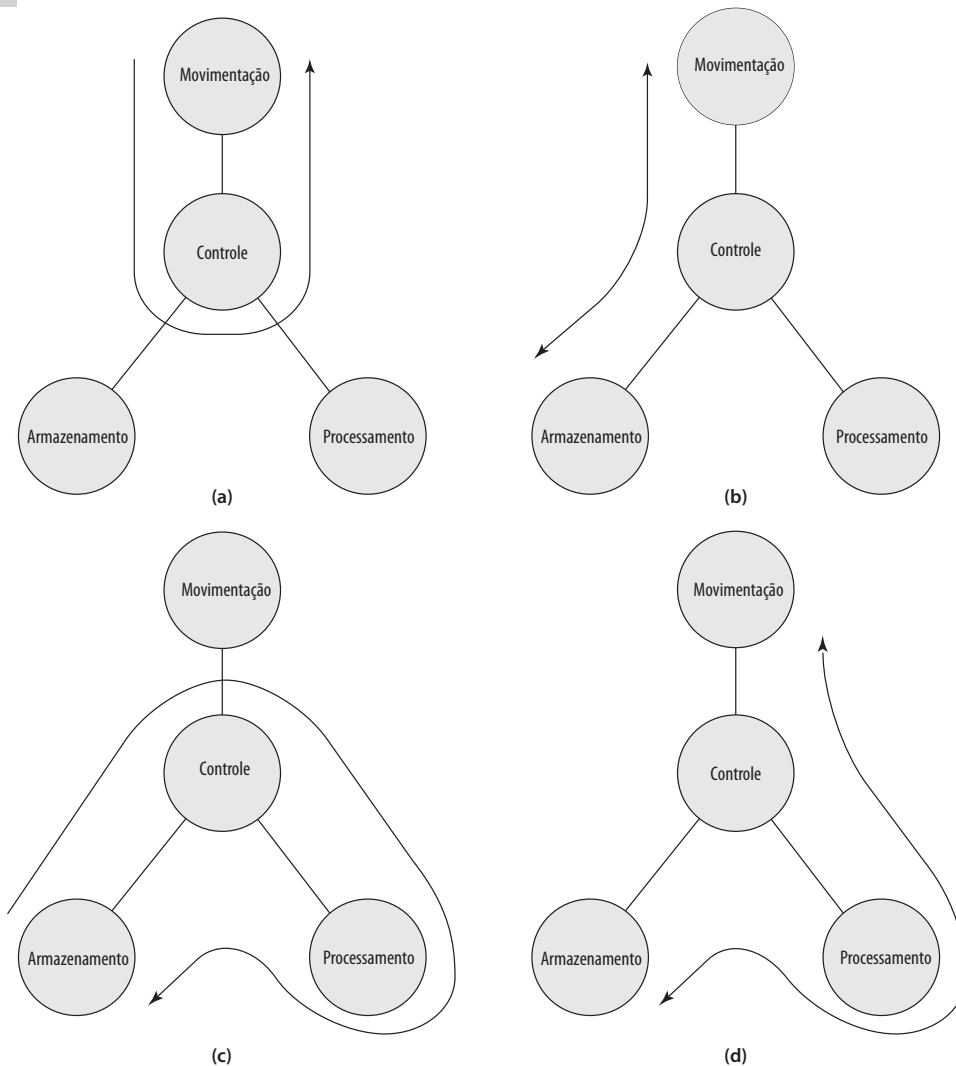 Movimentação
Controle
Armazenamento
Processamento
(a)
Movimentação
Controle
Armazenamento
Processamento
(b)
Movimentação
Controle
Armazenamento
Processamento
(c)
Movimentação
Controle
Armazenamento
Processamento
(d)